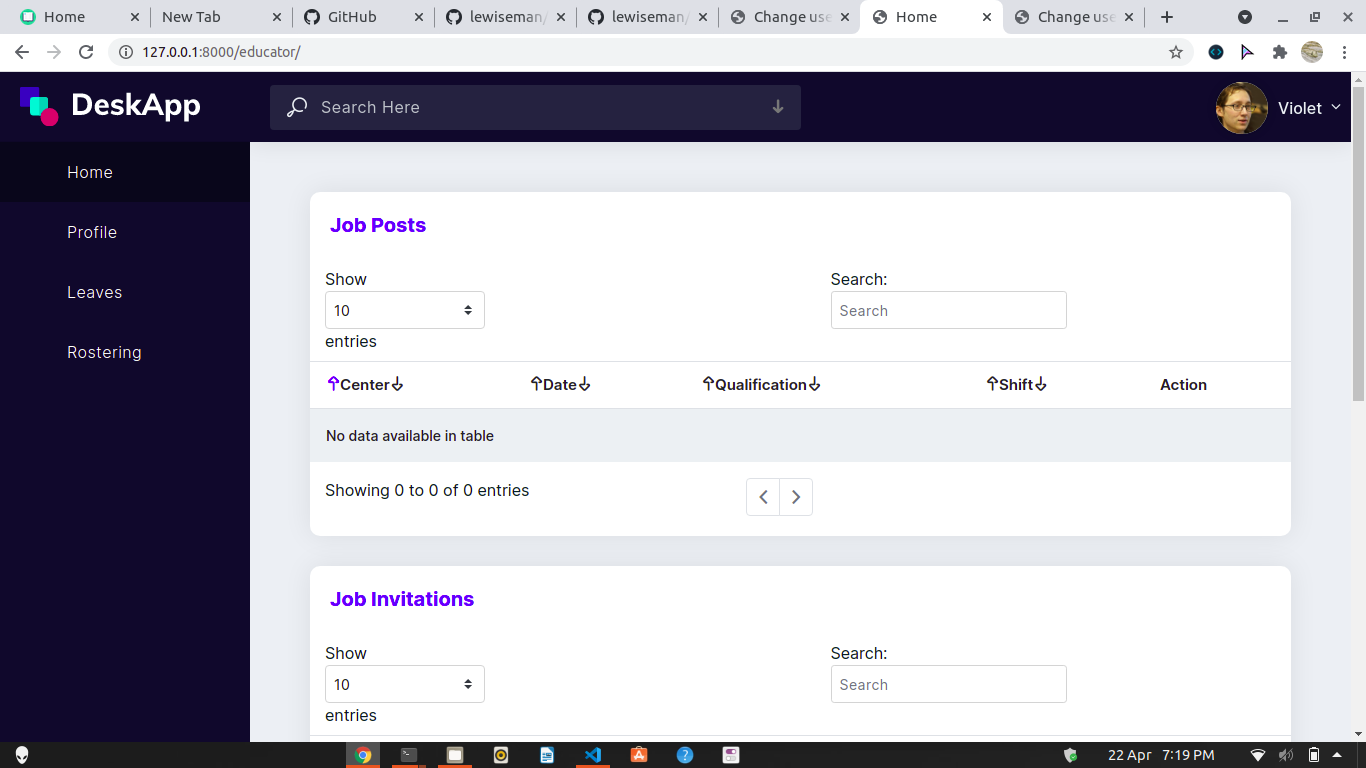 Home New Tab GitHub lewiseman/ lewiseman/ Change use Home Change use
127.0.0.1:8000/educator/
DeskApp Search Here Violet
Home
Profile
Leaves
Rostering
Job Posts
Show Search:
10 Search
entries
Center Date Qualification Shift Action
No data available in table
Showing 0 to 0 of 0 entries
Job Invitations
Show Search:
10 Search
entries
22 Apr 7:19 PM